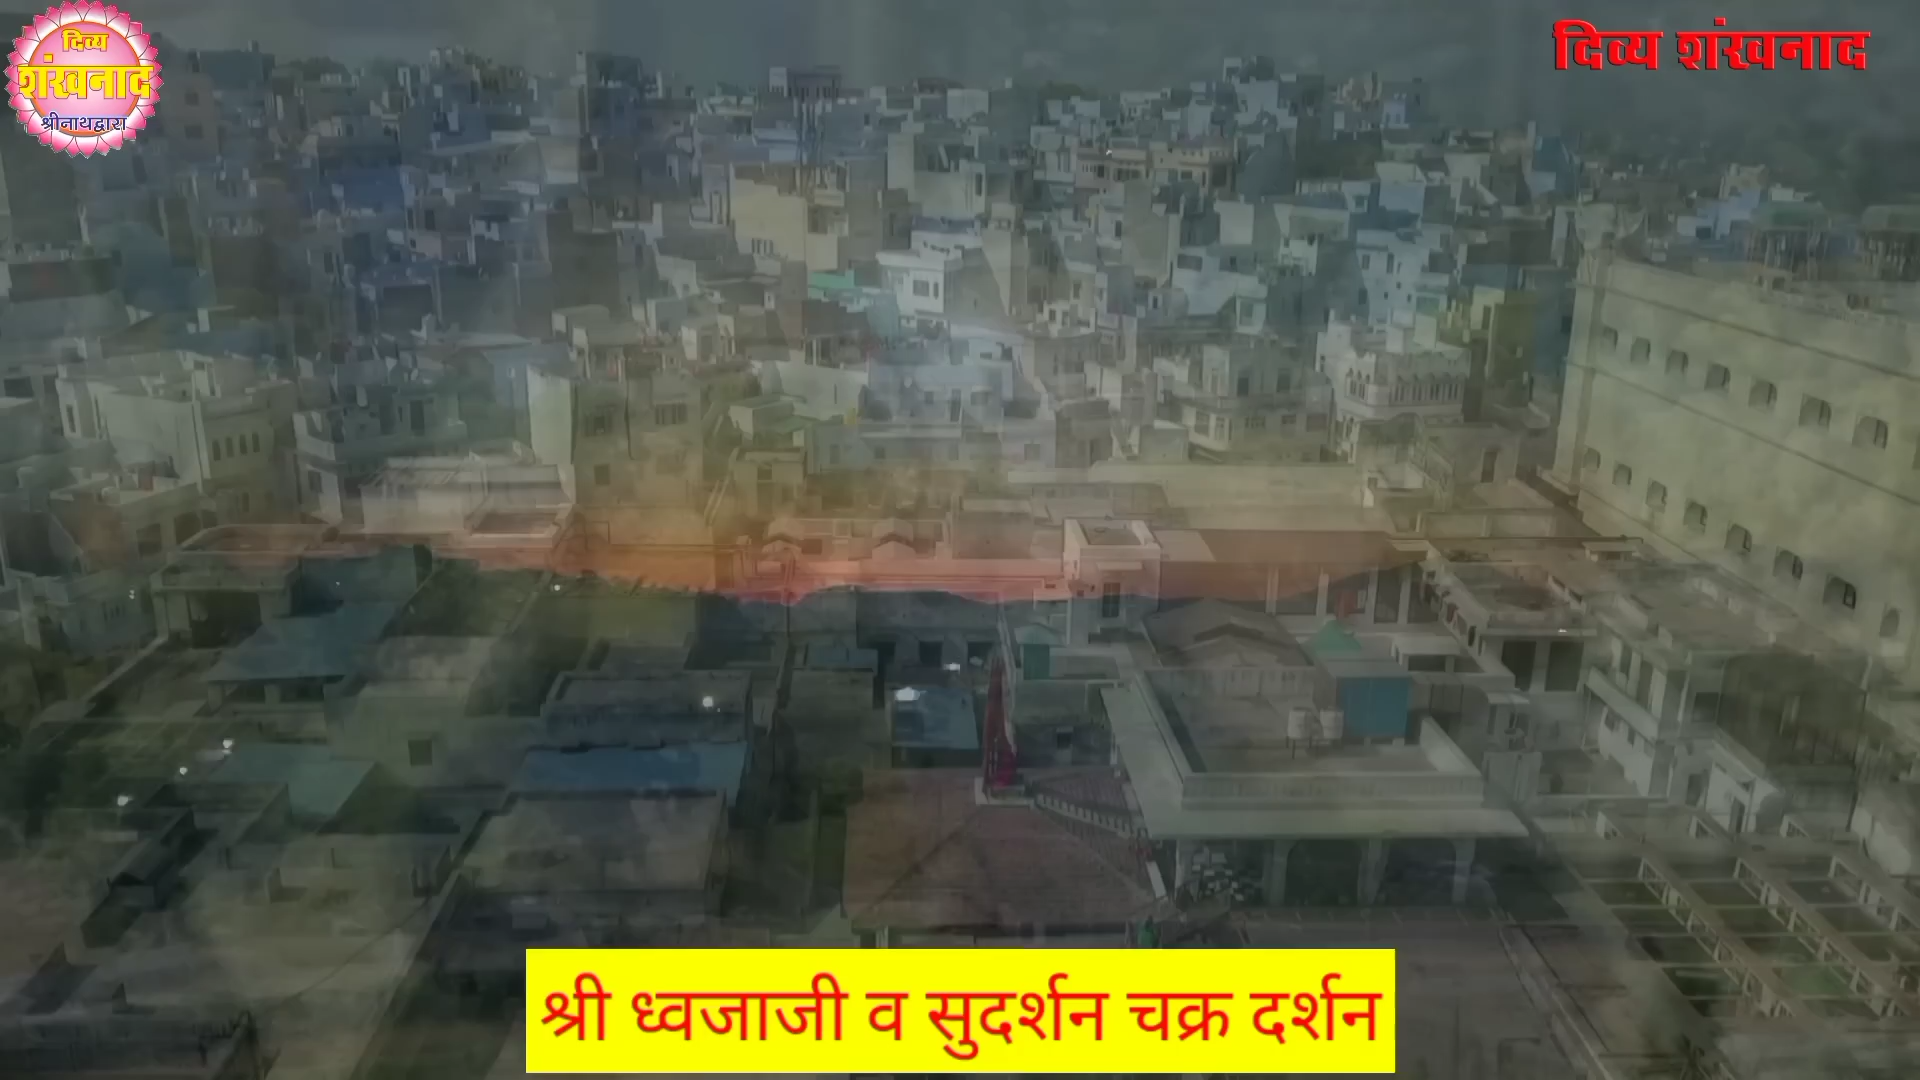 दिव्य
शंखनाद
श्रीनाथद्वारा
दिव्य शंखनाद
श्री ध्वजाजी व सुदर्शन चक्र दर्शन